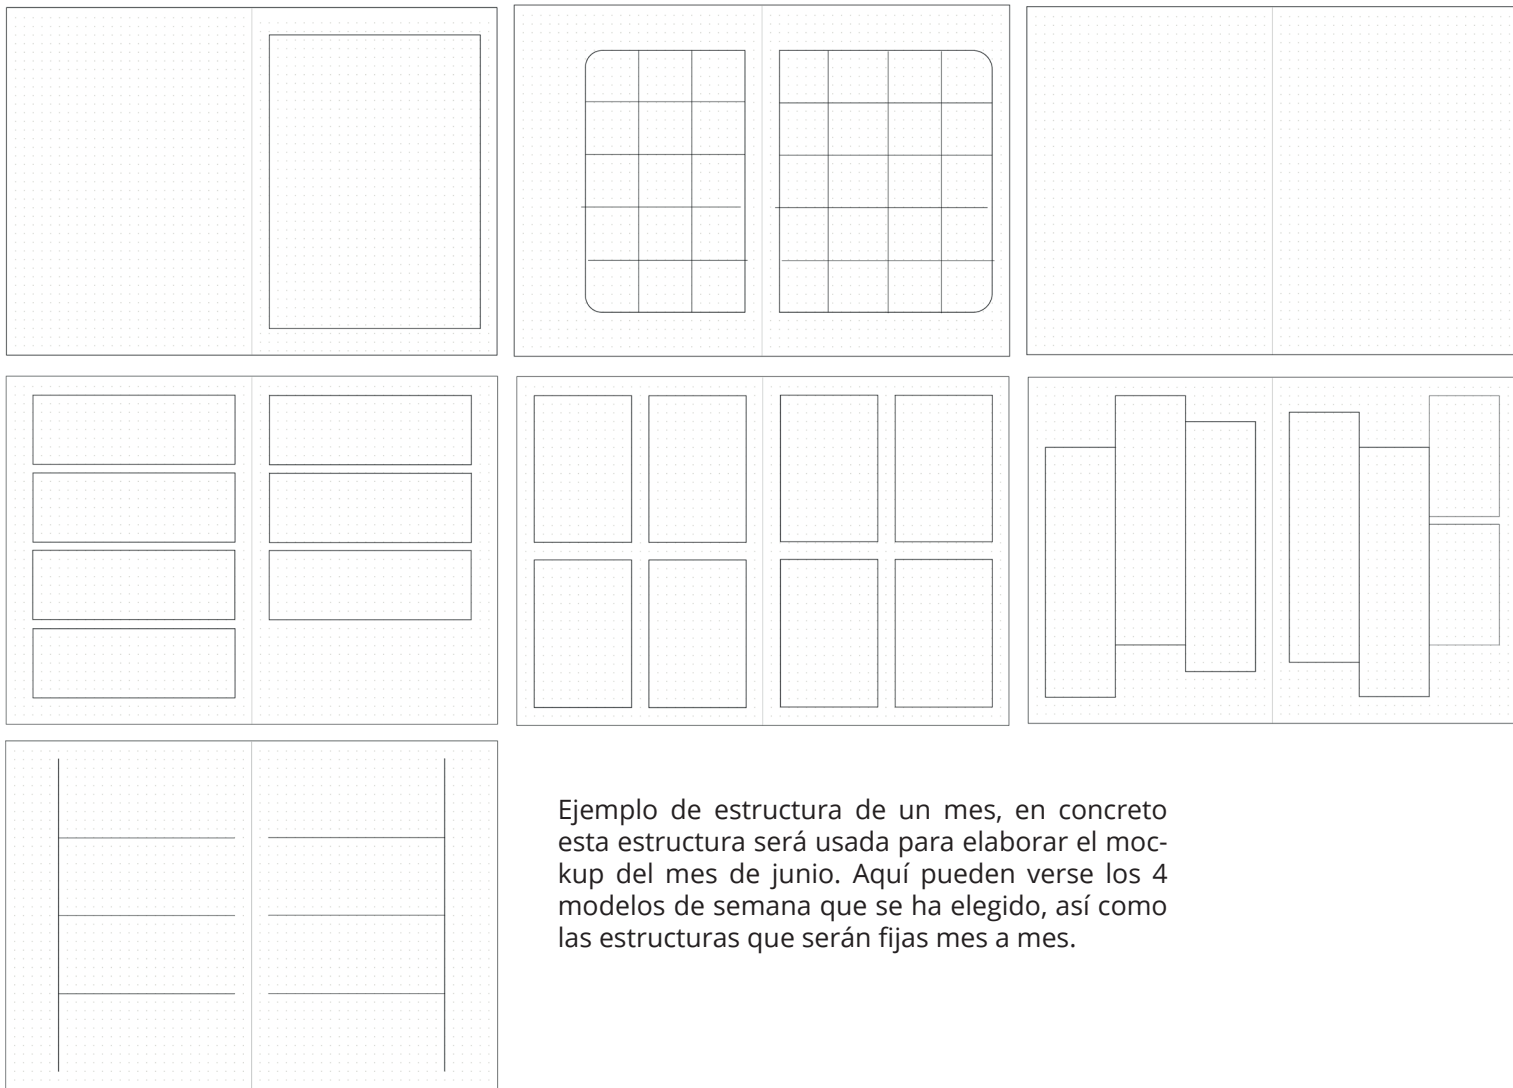 Ejemplo de estructura de un mes, en concreto
esta estructura será usada para elaborar el moc-
kup del mes de junio. Aquí pueden verse los 4
modelos de semana que se ha elegido, así como
las estructuras que serán fijas mes a mes.